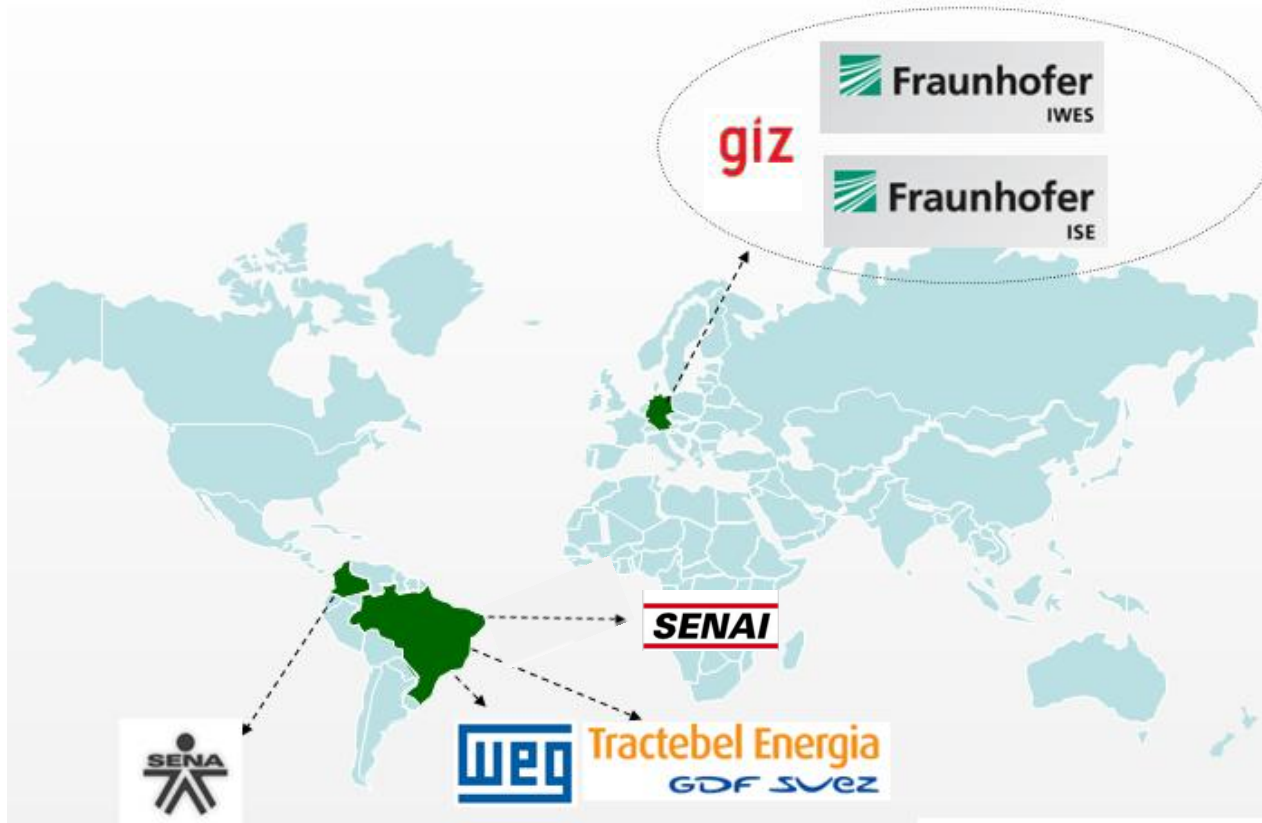 Fraunhofer
IWES
giz
Fraunhofer
ISE
SENAI
SENA
weg
Tractebel Energia
GDF SUEZ